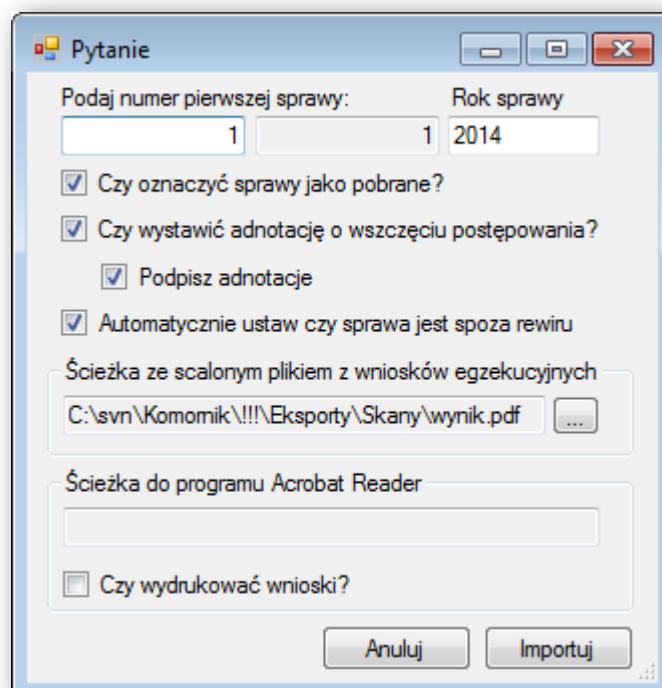 Pytanie
Podaj numer pierwszej sprawy: Rok sprawy
1 1 2014
Czy oznaczyć sprawy jako pobrane?
Czy wystawić adnotację o wszczęciu postępowania?
Podpisz adnotacje
Automatycznie ustaw czy sprawa jest spoza rewiru
Ścieżka ze scalonym plikiem z wniosków egzekucyjnych
C:\svn\Komornik\!!!\Eksporty\Skany\wynik.pdf ...
Ścieżka do programu Acrobat Reader
Czy wydrukować wnioski?
Anuluj Importuj